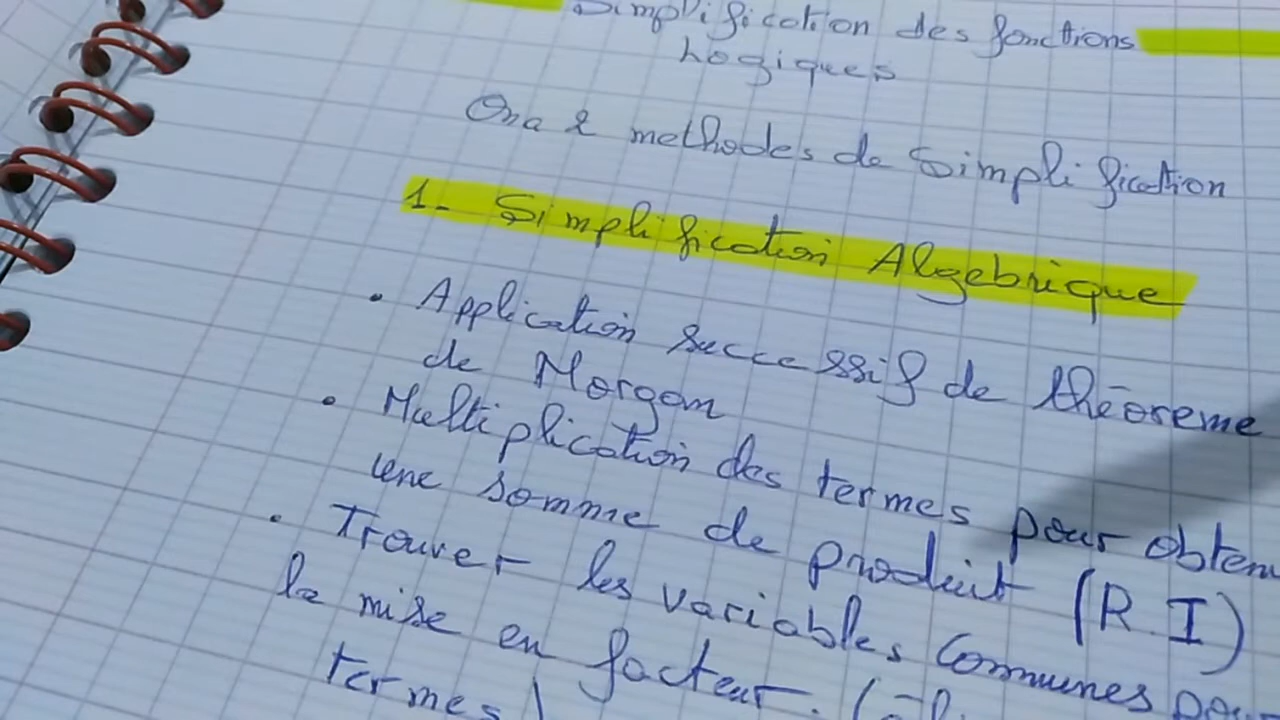 Simplification des fonctions
Logiques
On a 2 methodes de Simplification
1- Simplification Algebrique
• Application successif de théoreme
de Morgan
• Multiplication des termes pour obten
une somme de produit (R.I)
• Trouver les variables Communes pour
la mise en facteur. (
termes)